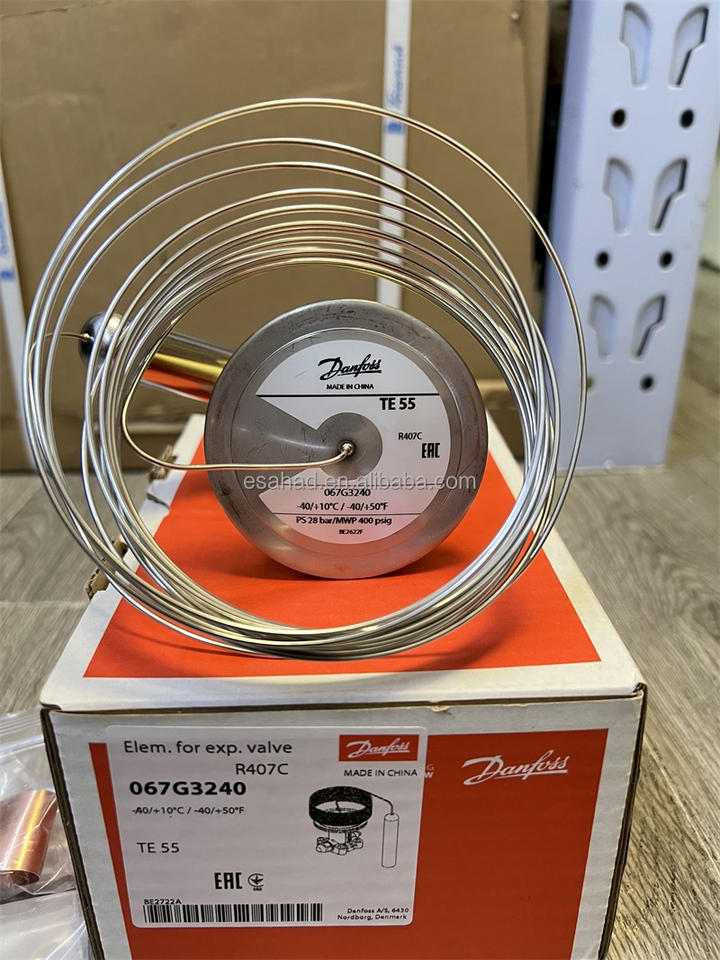 Danfoss
MADE IN CHINA
TE 55
R407C
EAC
067G3240
-40/+10°C / -40/+50°F
PS 28 bar/MWP 400 psig
BE2622F
esahad.en.alibaba.com
Elem. for exp. valve
R407C
067G3240
-40/+10°C / -40/+50°F
TE 55
EAC
BE2722A
Danfoss
MADE IN CHINA
Danfoss A/S, 6430
Nordborg, Denmark
Danfoss